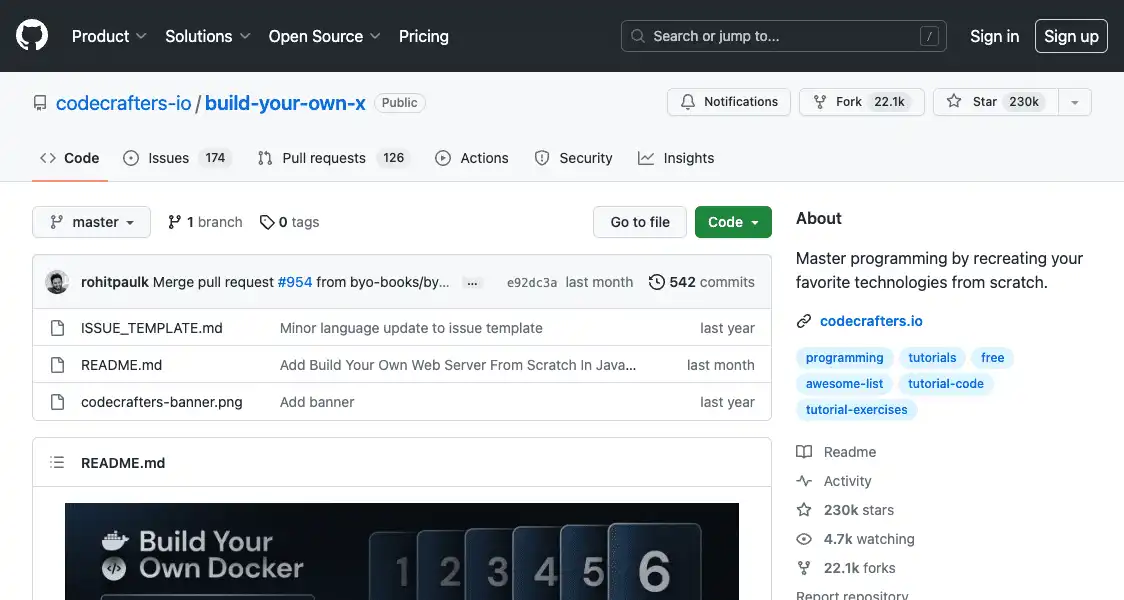 Product Solutions Open Source Pricing Search or jump to... / Sign in Sign up
codecrafters-io / build-your-own-x Public Notifications Fork 22.1k Star 230k
Code Issues 174 Pull requests 126 Actions Security Insights
master 1 branch 0 tags Go to file Code
rohitpaulk Merge pull request #954 from byo-books/by... ... e92dc3a last month 542 commits
ISSUE_TEMPLATE.md Minor language update to issue template last year
README.md Add Build Your Own Web Server From Scratch In Java... last month
codecrafters-banner.png Add banner last year
README.md
Build Your
Own Docker
1 2 3 4 5 6
About
Master programming by recreating your
favorite technologies from scratch.
codecrafters.io
programming tutorials free
awesome-list tutorial-code
tutorial-exercises
Readme
Activity
230k stars
4.7k watching
22.1k forks
Report repository